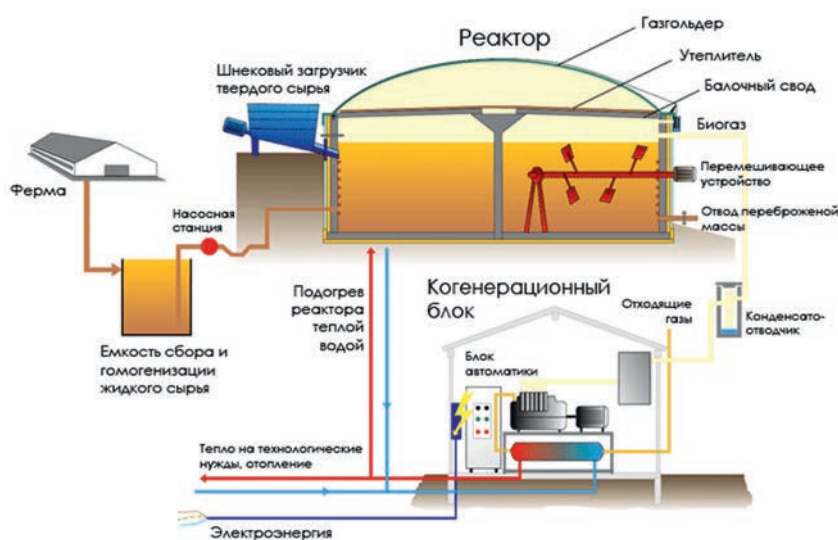 Реактор
Газгольдер
Утеплитель
Балочный свод
Шнековый загрузчик
твердого сырья
Биогаз
Ферма
Перемешивающее
устройство
Насосная
станция
Отвод переброженой
массы
Подогрев
реактора
теплой
водой
Когенерационный
блок
Отходящие
газы
Конденсато-
отводчик
Емкость сбора и
гомогенизации
жидкого сырья
Блок
автоматики
Тепло на технологические
нужды, отопление
Электроэнергия